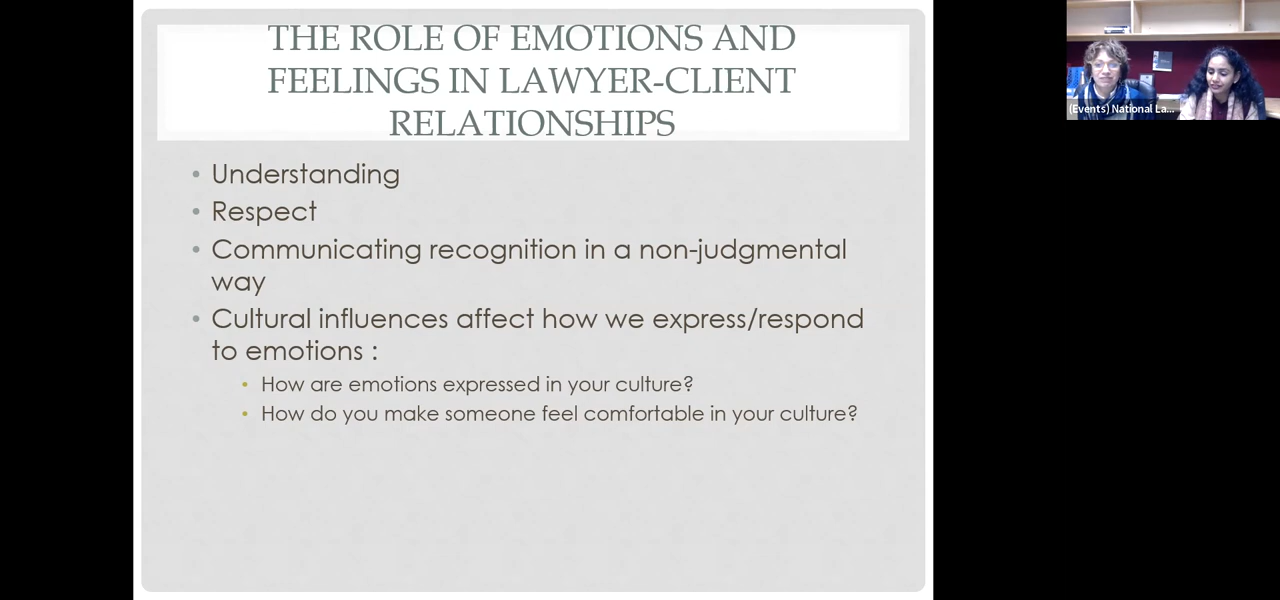 THE ROLE OF EMOTIONS AND
FEELINGS IN LAWYER-CLIENT
RELATIONSHIPS
• Understanding
• Respect
• Communicating recognition in a non-judgmental
way
• Cultural influences affect how we express/respond
to emotions :
• How are emotions expressed in your culture?
• How do you make someone feel comfortable in your culture?
(Events) National La...